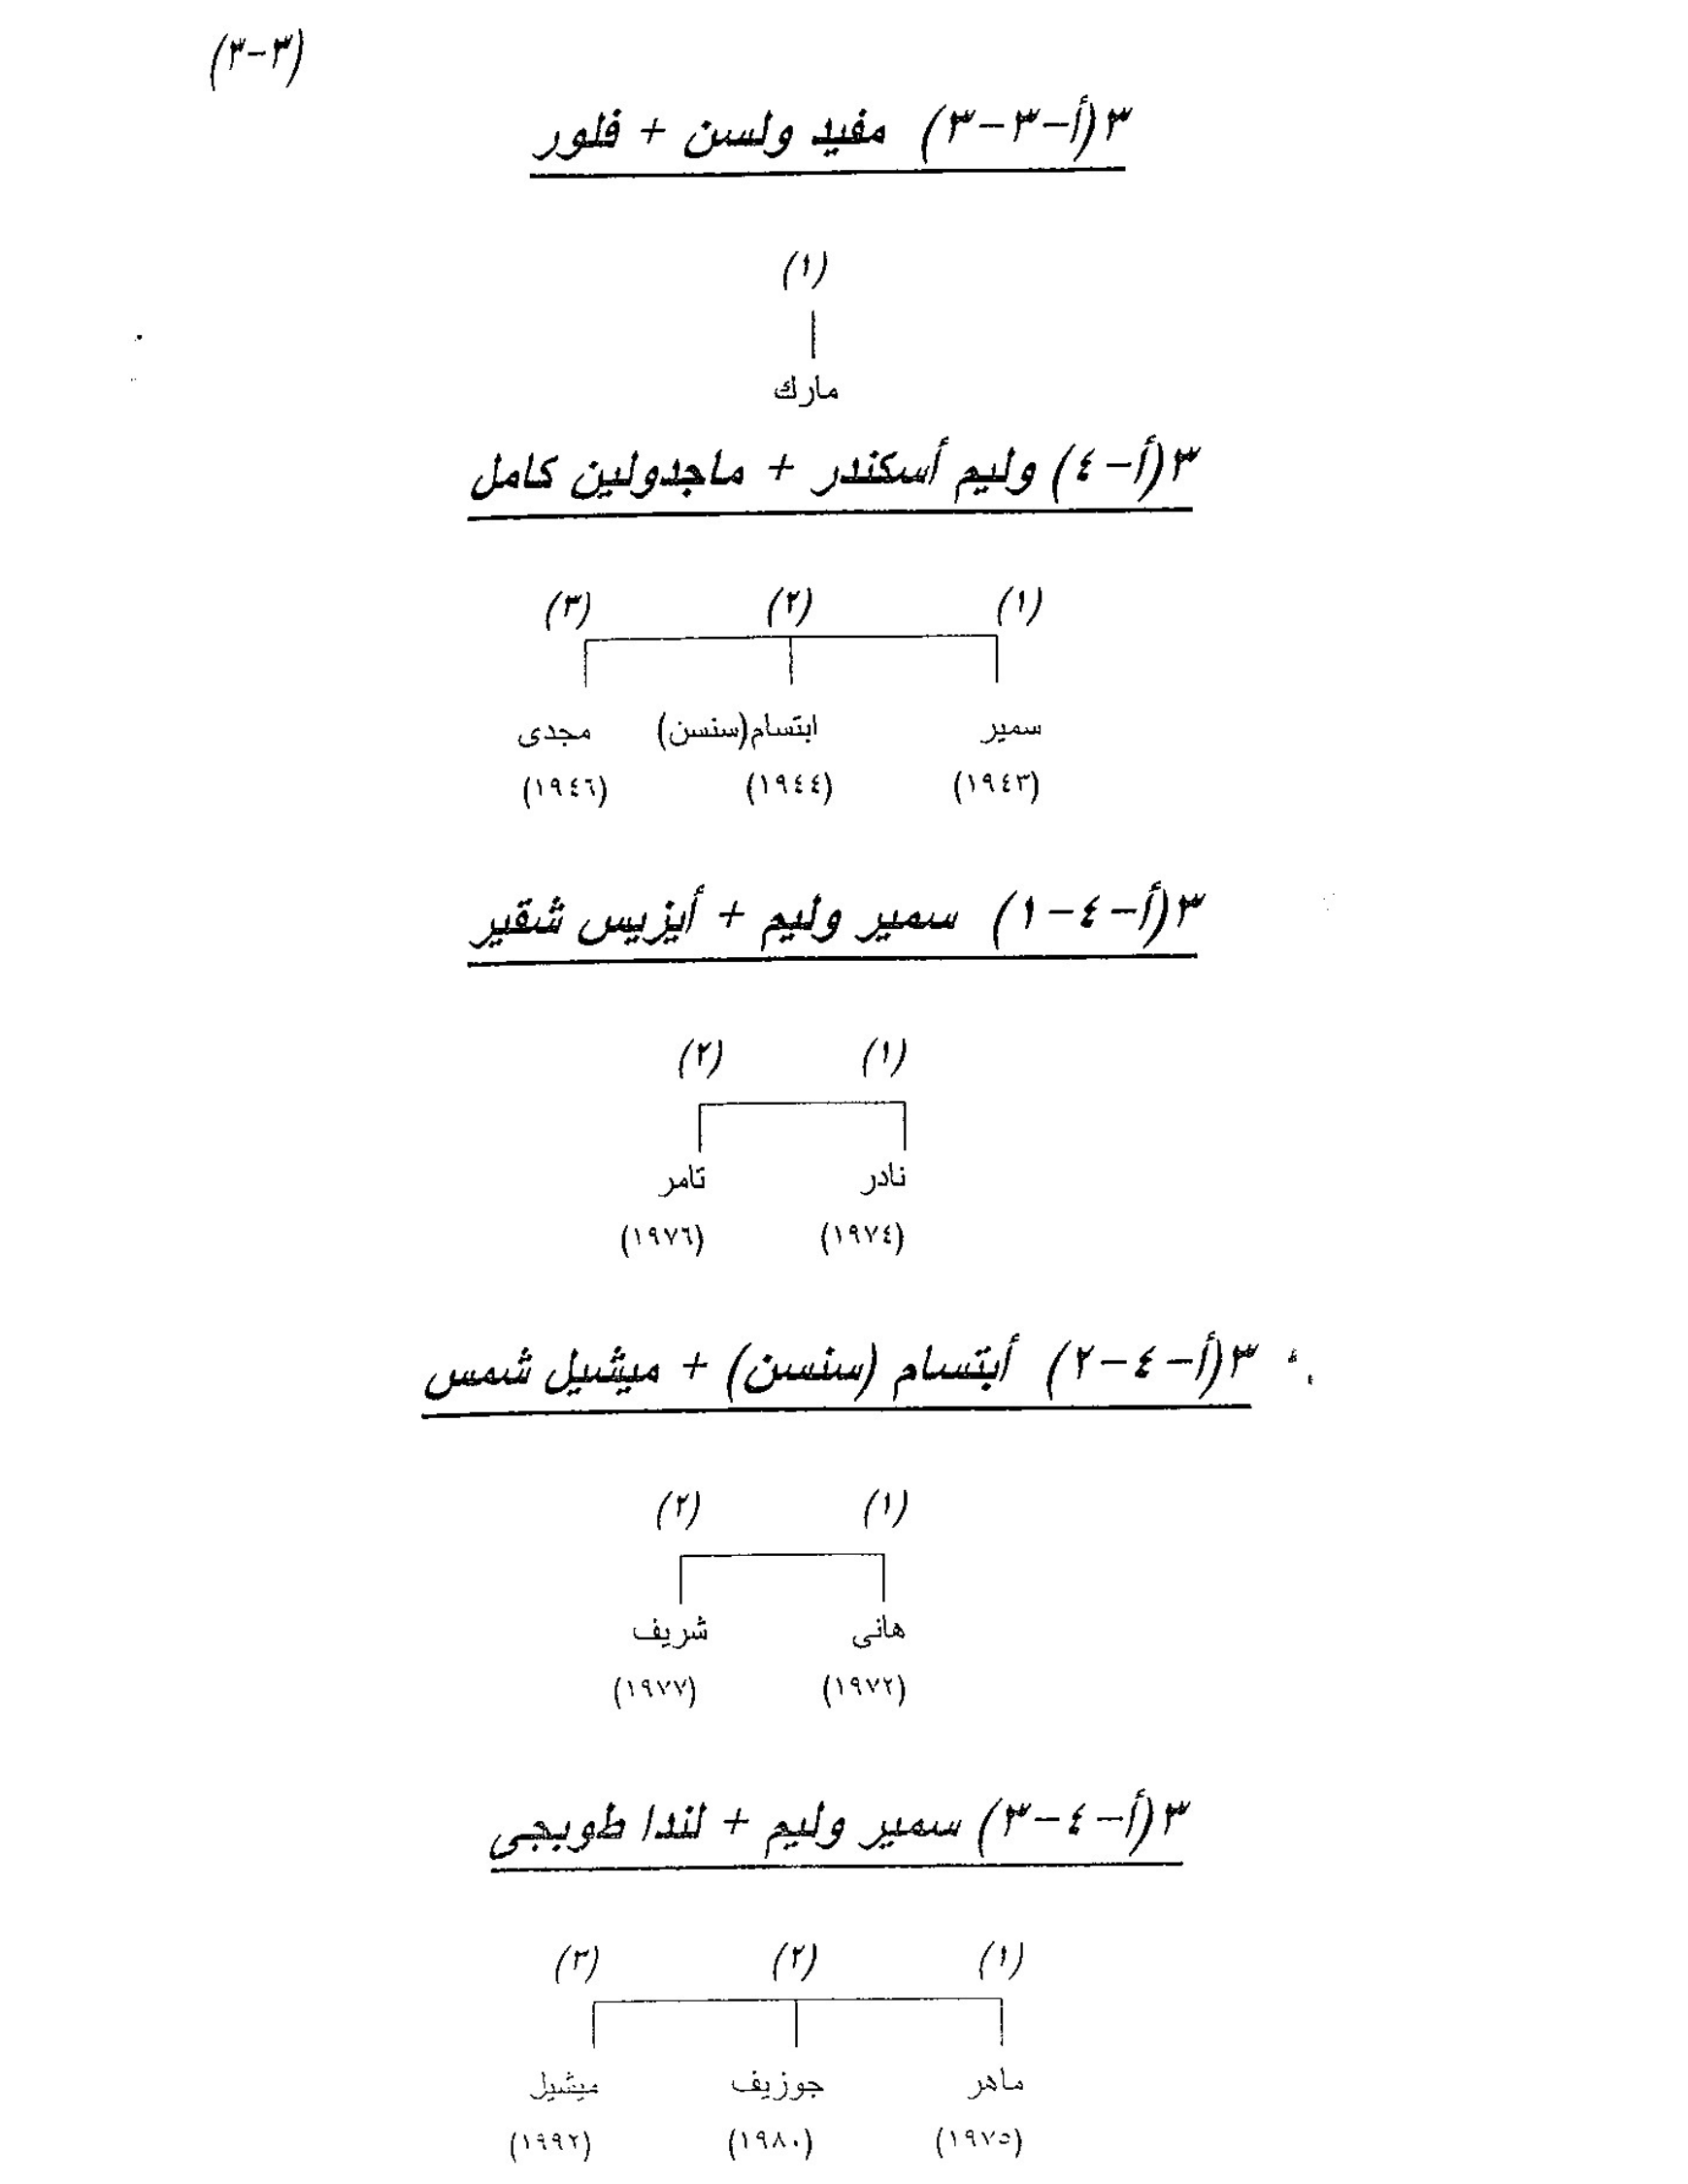 (٣-٣)
٣(أ-٣-٣) مفيد ولسن + فلور
(١)
مارك
٣(أ-٤) وليم أسكندر + ماجدولين كامل
(١) (٢) (٣)
سمير ابتسام(سنسن) مجدى
(١٩٤٣) (١٩٤٤) (١٩٤٦)
٣(أ-٤-١) سمير وليم + أيزيس شقير
(١) (٢)
نادر تامر
(١٩٧٤) (١٩٧٦)
٣(أ-٤-٢) أبتسام (سنسن) + ميشيل شمس
(١) (٢)
هانى شريف
(١٩٧٢) (١٩٧٧)
٣(أ-٤-٣) سمير وليم + لندا طوبجى
(١) (٢) (٣)
ماهر جوزيف ميشيل
(١٩٧٥) (١٩٨٠) (١٩٩٢)